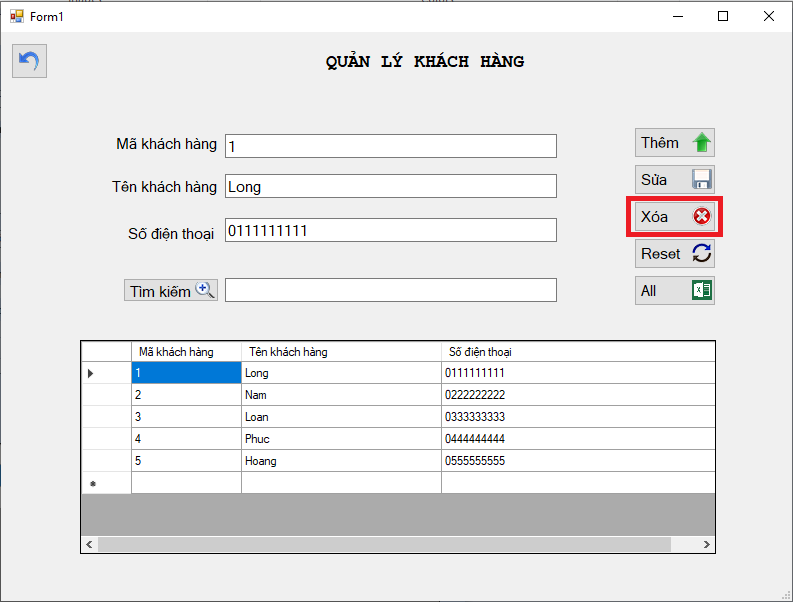 Form1
QUẢN LÝ KHÁCH HÀNG
Mã khách hàng 1
Thêm
Tên khách hàng Long
Sửa
Số điện thoại 0111111111
Xóa
Reset
Tìm kiếm
All
Mã khách hàng Tên khách hàng Số điện thoại
1 Long 0111111111
2 Nam 0222222222
3 Loan 0333333333
4 Phuc 0444444444
5 Hoang 0555555555